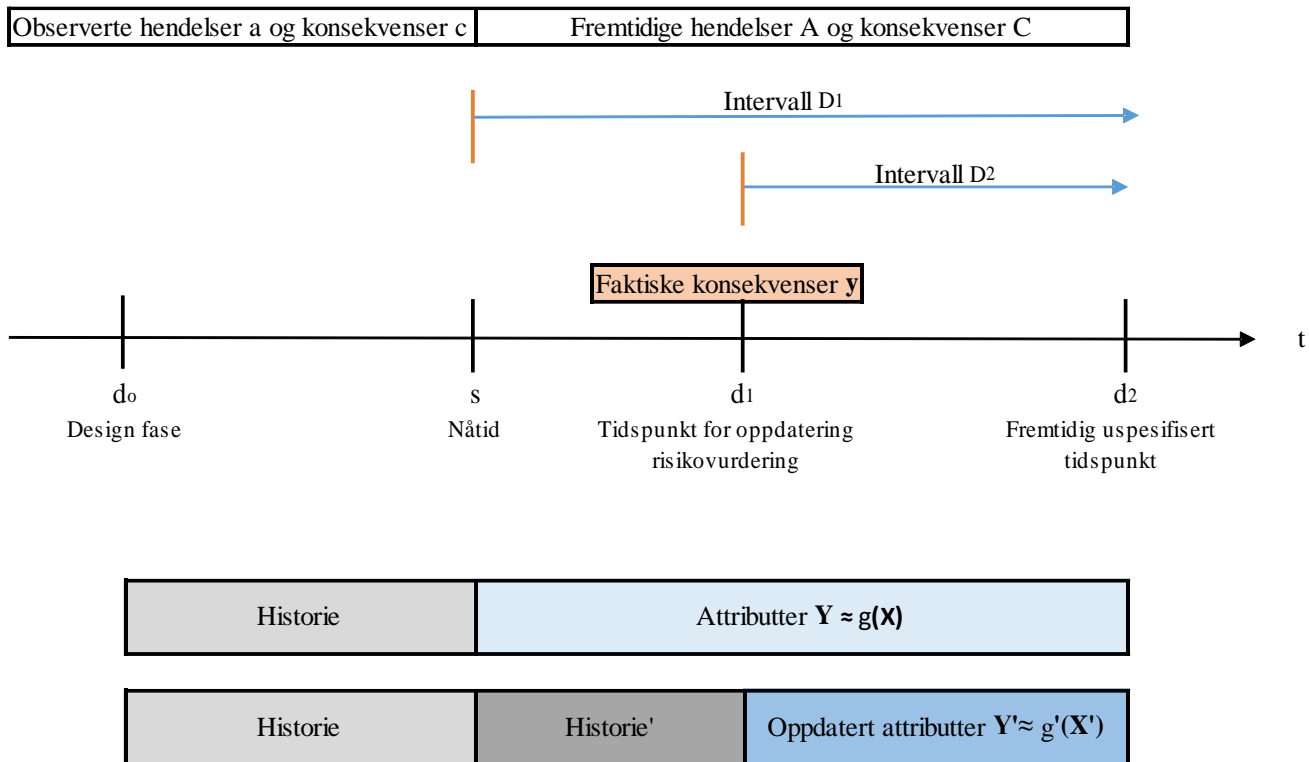 Observerte hendelser a og konsekvenser c
Fremtidige hendelser A og konsekvenser C
Intervall D1
Intervall D2
Faktiske konsekvenser y
t
do
s
d1
d2
Design fase
Nåtid
Tidspunkt for oppdatering
risikovurdering
Fremtidig uspesifisert
tidspunkt
Historie
Attributter Y ≈ g(X)
Historie
Historie'
Oppdatert attributter Y'≈ g'(X')